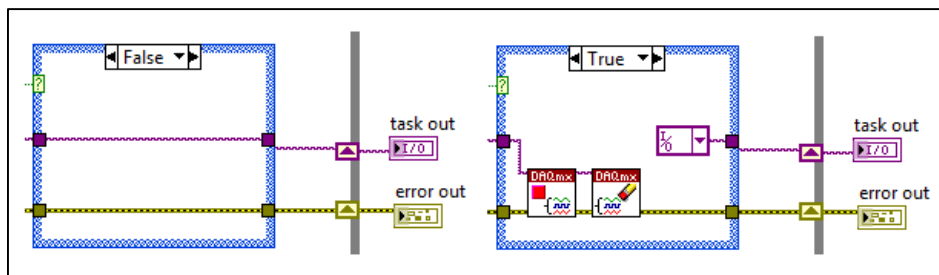 False
?
task out
I/O
error out
True
?
I/O
task out
I/O
DAQmx
DAQmx
error out